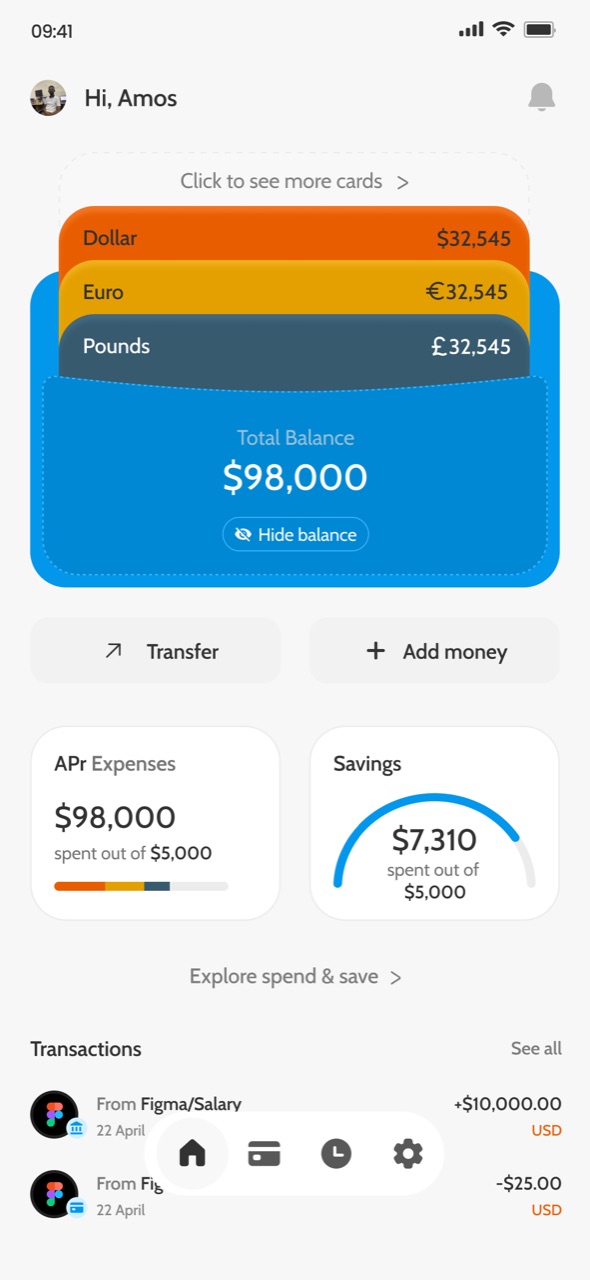 09:41
Hi, Amos
Click to see more cards >
Dollar $32,545
Euro €32,545
Pounds £32,545
Total Balance
$98,000
Hide balance
Transfer
Add money
APr Expenses
$98,000
spent out of $5,000
Savings
$7,310
spent out of
$5,000
Explore spend & save >
Transactions See all
From Figma/Salary +$10,000.00
22 April USD
From Fig -$25.00
22 April USD